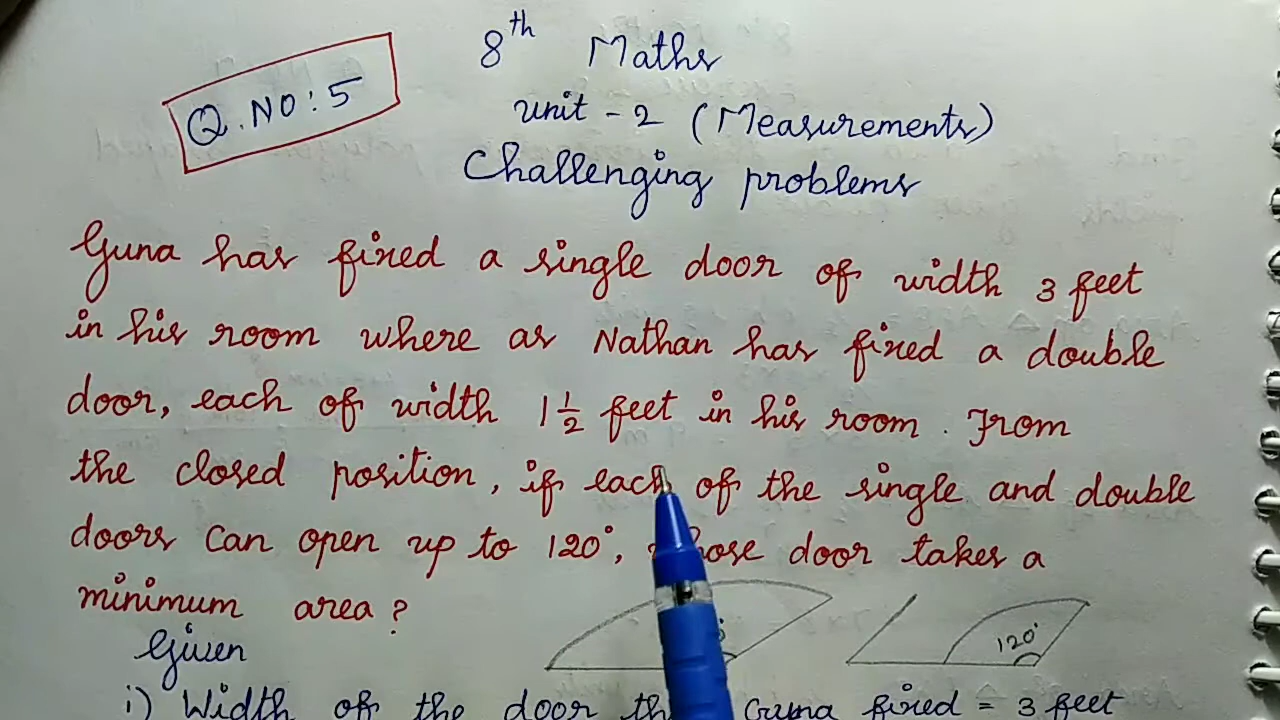 8th Maths
Q.NO:5
unit - 2 (Measurements)
Challenging problems
Guna has fixed a single door of width 3 feet
in his room where as Nathan has fixed a double
door, each of width 1 1/2 feet in his room. From
the closed position, if each of the single and double
doors can open up to 120°, whose door takes a
minimum area?
120°
Given
i) Width of the door Guna fixed = 3 feet